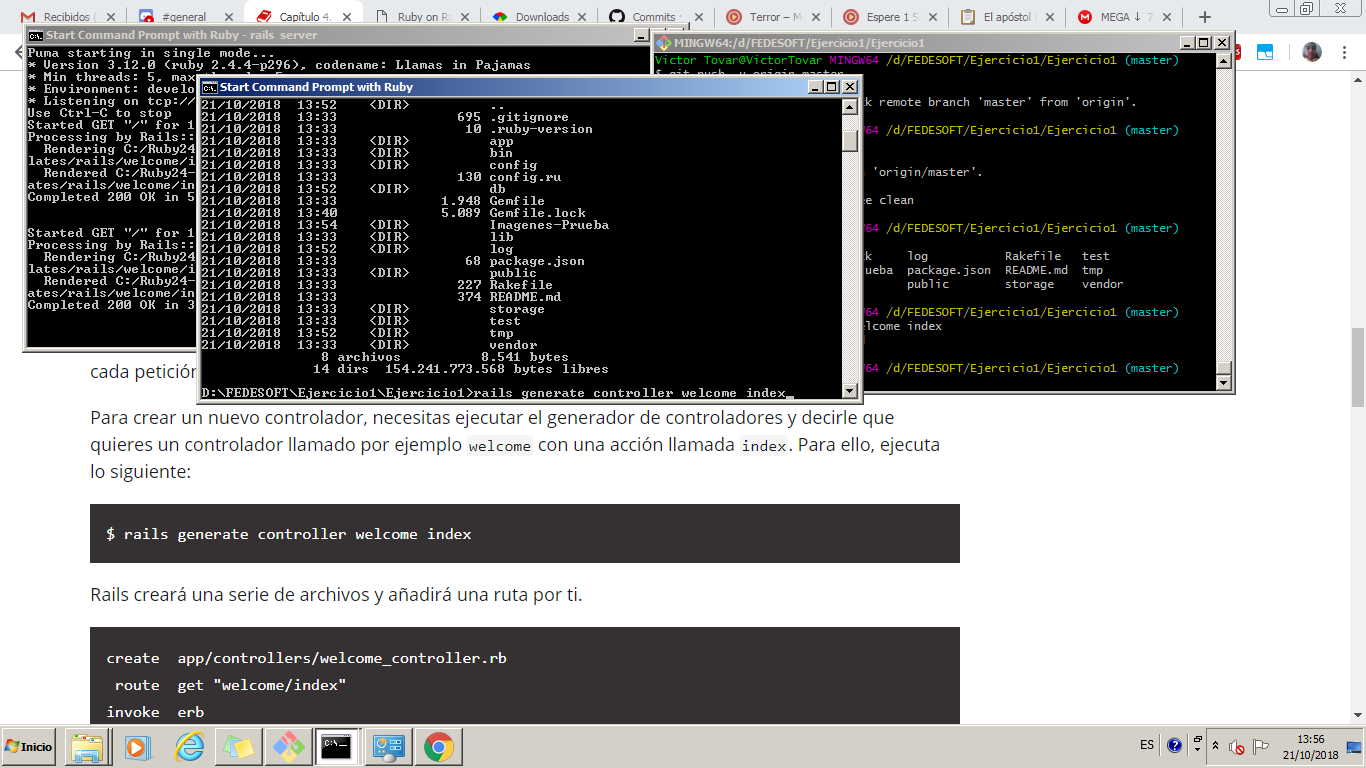 Recibidos (
#general
Capítulo 4.
Ruby on Ra
Downloads
Commits ·
Terror – M
Espere 1 S
El apóstol (
MEGA ↓ 7
Start Command Prompt with Ruby - rails server
Puma starting in single mode...
* Version 3.12.0 (ruby 2.4.4-p296), codename: Llamas in Pajamas
* Min threads: 5, max
* Environment: develo
* Listening on tcp://
Use Ctrl-C to stop
Started GET "/" for 1
Processing by Rails::
Rendering C:/Ruby24-
lates/rails/welcome/i
Rendered C:/Ruby24-
ates/rails/welcome/in
Completed 200 OK in 5
Started GET "/" for 1
Processing by Rails::
Rendering C:/Ruby24-
lates/rails/welcome/i
Rendered C:/Ruby24-
ates/rails/welcome/in
Completed 200 OK in 3
MINGW64:/d/FEDESOFT/Ejercicio1/Ejercicio1
Victor Tovar@VictorTovar MINGW64 /d/FEDESOFT/Ejercicio1/Ejercicio1 (master)
$ git push -u origin master
k remote branch 'master' from 'origin'.
64 /d/FEDESOFT/Ejercicio1/Ejercicio1 (master)
'origin/master'.
ee clean
64 /d/FEDESOFT/Ejercicio1/Ejercicio1 (master)
k log Rakefile test
ueba package.json README.md tmp
public storage vendor
64 /d/FEDESOFT/Ejercicio1/Ejercicio1 (master)
lcome index
64 /d/FEDESOFT/Ejercicio1/Ejercicio1 (master)
Start Command Prompt with Ruby
21/10/2018 13:52 <DIR> ..
21/10/2018 13:33 695 .gitignore
21/10/2018 13:33 10 .ruby-version
21/10/2018 13:33 <DIR> app
21/10/2018 13:33 <DIR> bin
21/10/2018 13:33 <DIR> config
21/10/2018 13:33 130 config.ru
21/10/2018 13:52 <DIR> db
21/10/2018 13:33 1.948 Gemfile
21/10/2018 13:40 5.089 Gemfile.lock
21/10/2018 13:54 <DIR> Imagenes-Prueba
21/10/2018 13:33 <DIR> lib
21/10/2018 13:52 <DIR> log
21/10/2018 13:33 68 package.json
21/10/2018 13:33 <DIR> public
21/10/2018 13:33 227 Rakefile
21/10/2018 13:33 374 README.md
21/10/2018 13:33 <DIR> storage
21/10/2018 13:33 <DIR> test
21/10/2018 13:52 <DIR> tmp
21/10/2018 13:33 <DIR> vendor
8 archivos 8.541 bytes
14 dirs 154.241.773.568 bytes libres
D:\FEDESOFT\Ejercicio1\Ejercicio1>rails generate controller welcome index_
cada petición
Para crear un nuevo controlador, necesitas ejecutar el generador de controladores y decirle que
quieres un controlador llamado por ejemplo welcome con una acción llamada index. Para ello, ejecuta
lo siguiente:
$ rails generate controller welcome index
Rails creará una serie de archivos y añadirá una ruta por ti.
create app/controllers/welcome_controller.rb
route get "welcome/index"
invoke erb
Inicio
ES
13:56
21/10/2018